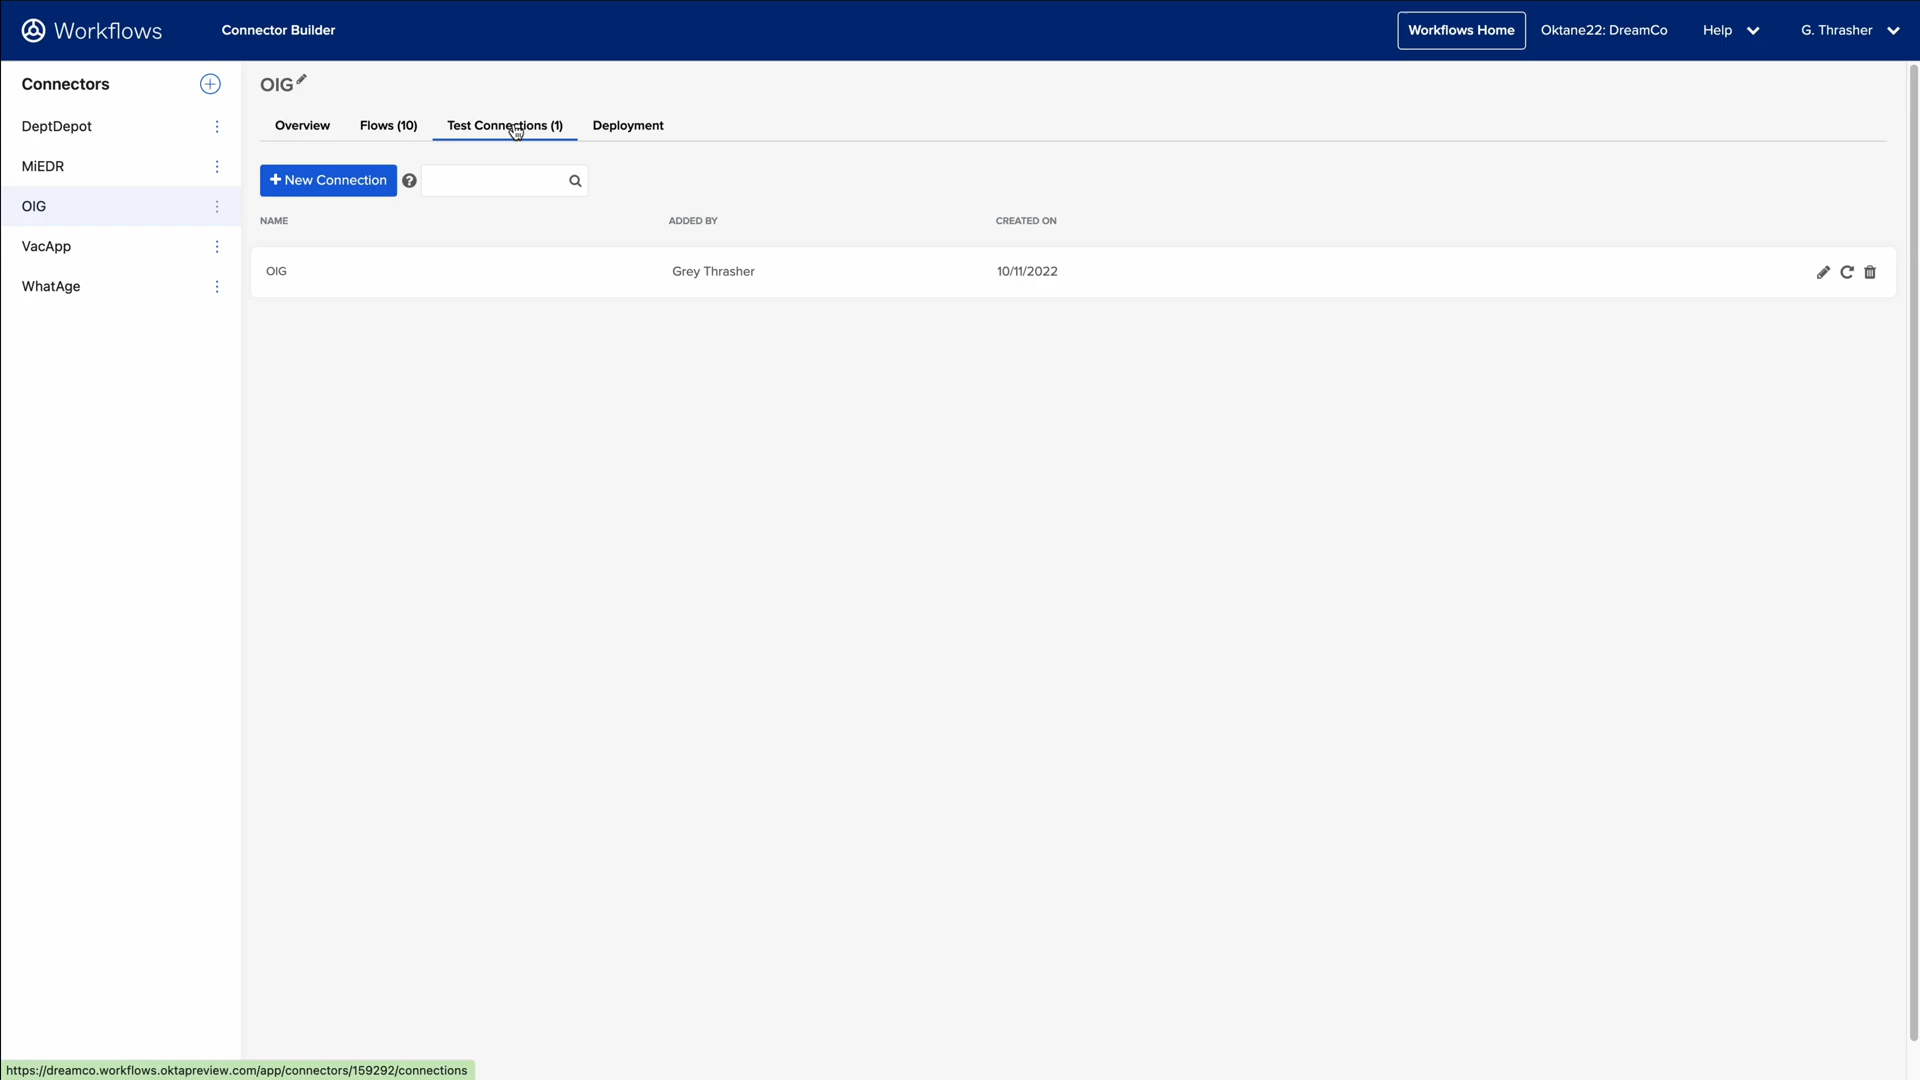 Workflows
Connector Builder
Workflows Home
Oktane22: DreamCo
Help
G. Thrasher
Connectors
DeptDepot
MiEDR
OIG
VacApp
WhatAge
OIG
Overview
Flows (10)
Test Connections (1)
Deployment
+ New Connection
?
NAME
ADDED BY
CREATED ON
OIG
Grey Thrasher
10/11/2022
https://dreamco.workflows.oktapreview.com/app/connectors/159292/connections